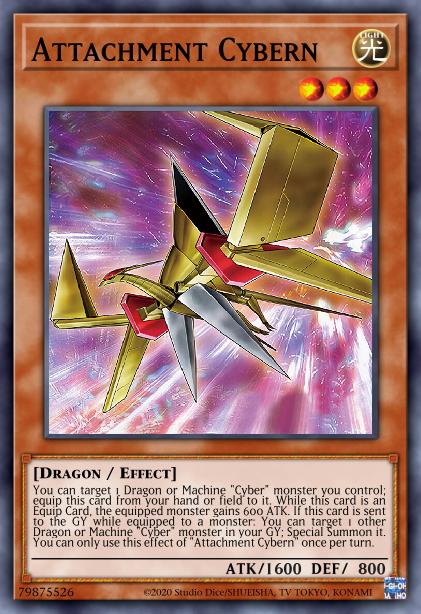 ATTACHMENT CYBERN
LIGHT
光
[DRAGON / EFFECT]
You can target 1 Dragon or Machine "Cyber" monster you control;
equip this card from your hand or field to it. While this card is an
Equip Card, the equipped monster gains 600 ATK. If this card is sent
to the GY while equipped to a monster: You can target 1 other
Dragon or Machine "Cyber" monster in your GY; Special Summon it.
You can only use this effect of "Attachment Cybern" once per turn.
ATK/1600 DEF/ 800
79875526 ©2020 Studio Dice/SHUEISHA, TV TOKYO, KONAMI